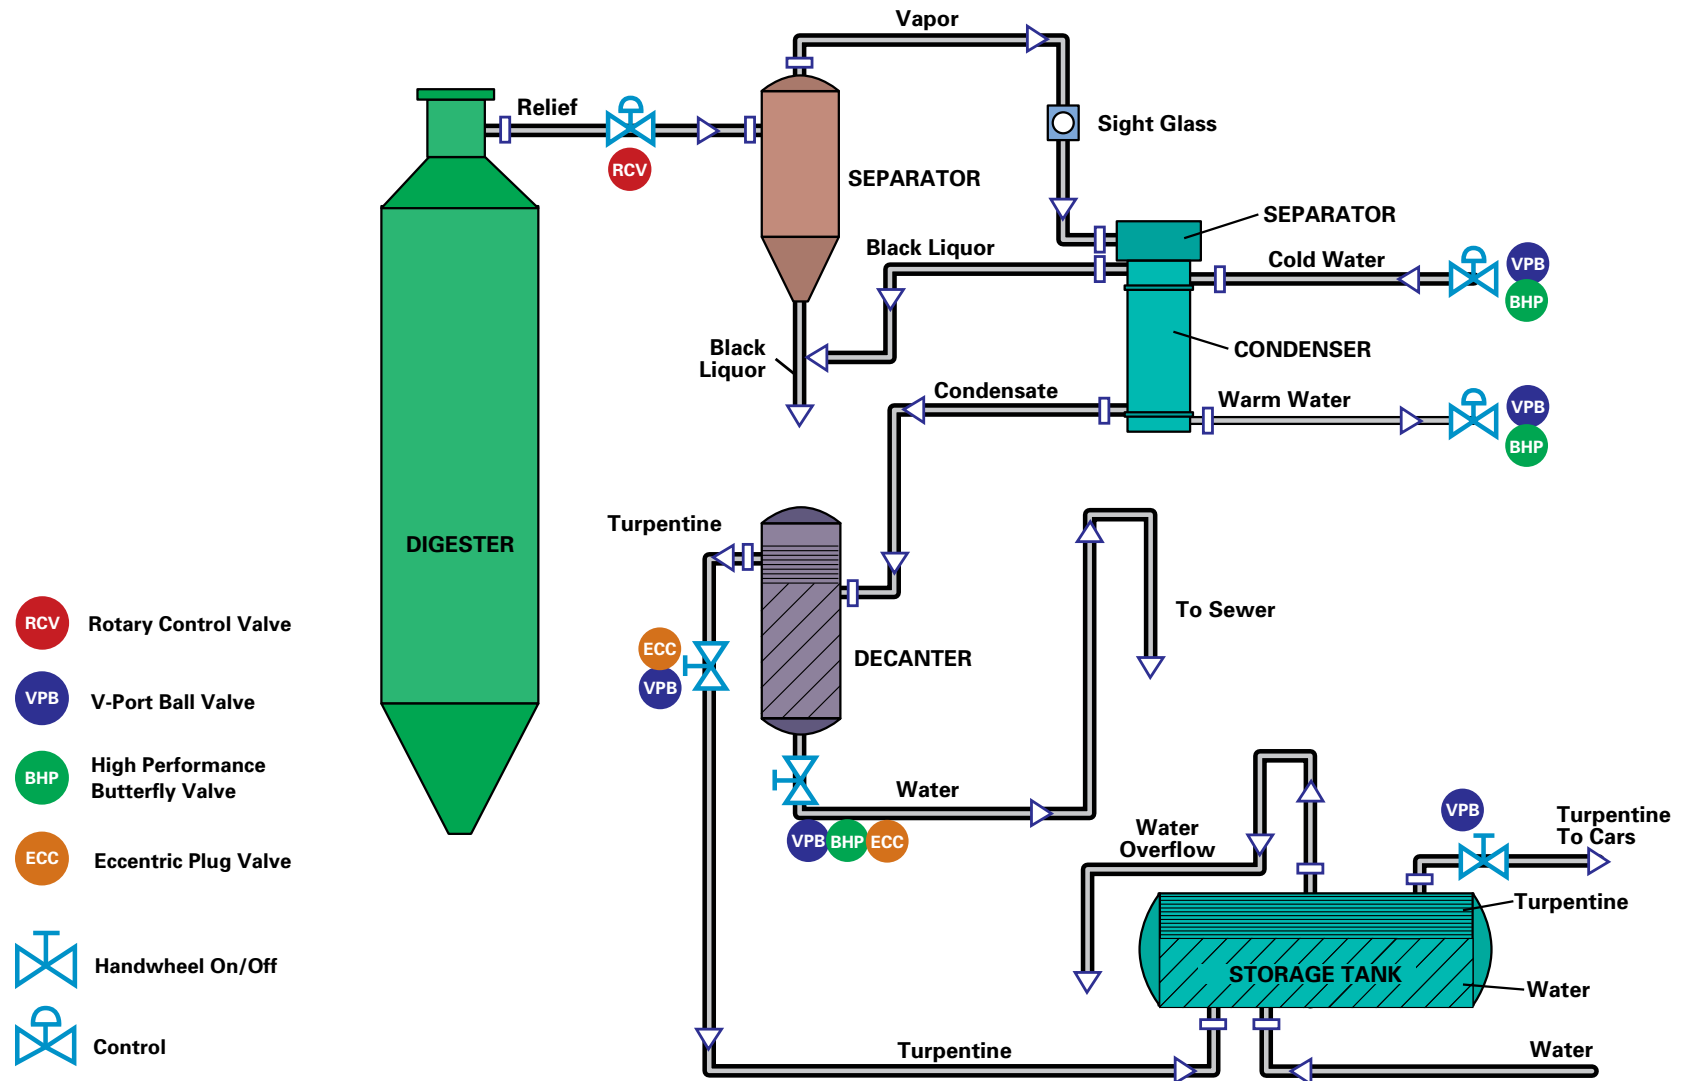 Vapor
Relief
RCV
Sight Glass
SEPARATOR
SEPARATOR
Black Liquor
Cold Water
VPB
BHP
Black
Liquor
CONDENSER
Condensate
Warm Water
VPB
BHP
Turpentine
DIGESTER
To Sewer
ECC
VPB
DECANTER
RCV
Rotary Control Valve
VPB
V-Port Ball Valve
BHP
High Performance
Butterfly Valve
ECC
Eccentric Plug Valve
Handwheel On/Off
Control
Water
VPB
BHP
ECC
Water
Overflow
VPB
Turpentine
To Cars
Turpentine
STORAGE TANK
Water
Turpentine
Water